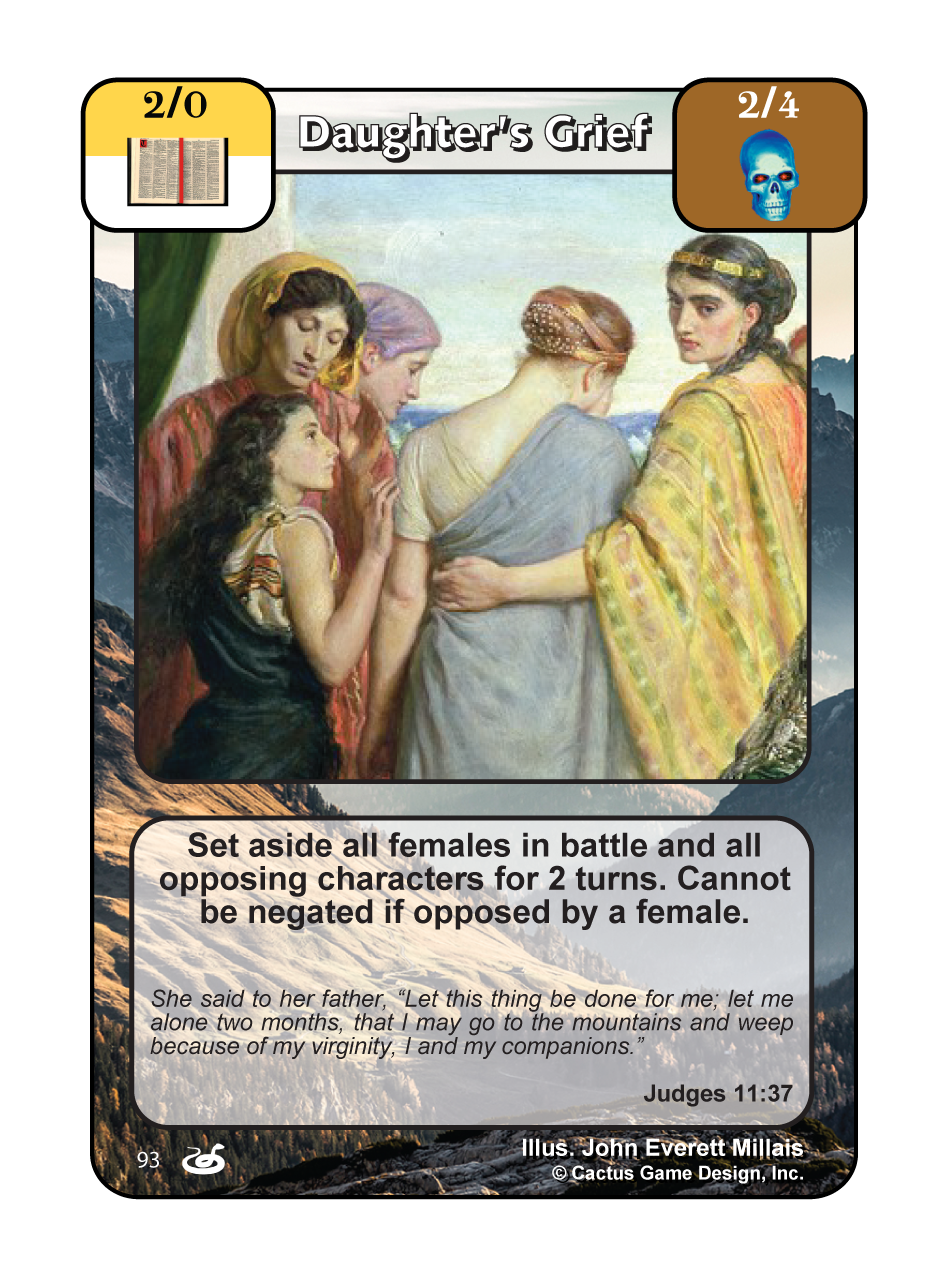 2/0
Daughter's Grief
2/4
Set aside all females in battle and all
opposing characters for 2 turns. Cannot
be negated if opposed by a female.
She said to her father, “Let this thing be done for me; let me
alone two months, that I may go to the mountains and weep
because of my virginity, I and my companions.”
Judges 11:37
93
Illus. John Everett Millais
© Cactus Game Design, Inc.